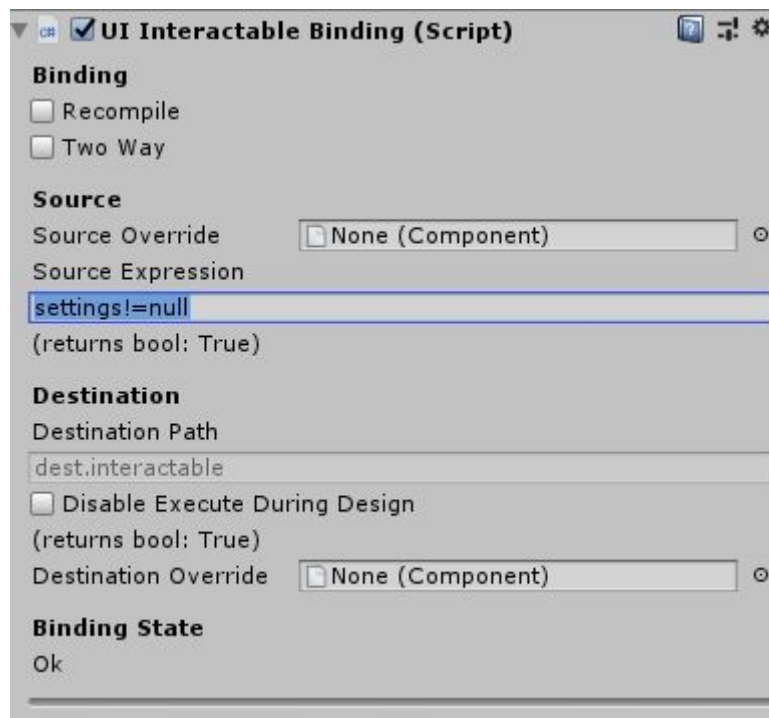 UI Interactable Binding (Script)
Binding
Recompile
Two Way
Source
Source Override None (Component)
Source Expression
settings!=null
(returns bool: True)
Destination
Destination Path
dest.interactable
Disable Execute During Design
(returns bool: True)
Destination Override None (Component)
Binding State
Ok